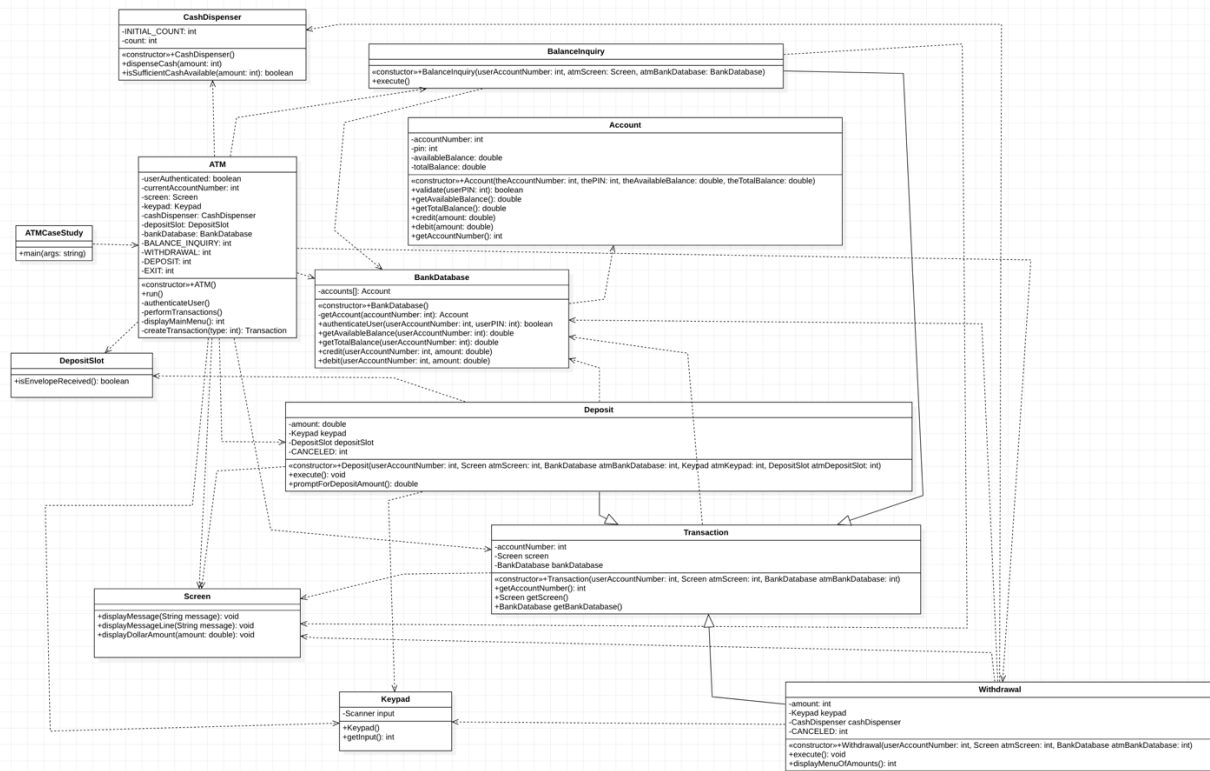 CashDispenser
-INITIAL_COUNT: int
-count: int
«constructor»+CashDispenser()
+dispenseCash(amount: int)
+isSufficientCashAvailable(amount: int): boolean
BalanceInquiry
«constuctor»+BalanceInquiry(userAccountNumber: int, atmScreen: Screen, atmBankDatabase: BankDatabase)
+execute()
Account
-accountNumber: int
-pin: int
-availableBalance: double
-totalBalance: double
«constructor»+Account(theAccountNumber: int, thePIN: int, theAvailableBalance: double, theTotalBalance: double)
+validate(userPIN: int): boolean
+getAvailableBalance(): double
+getTotalBalance(): double
+credit(amount: double)
+debit(amount: double)
+getAccountNumber(): int
ATM
-userAuthenticated: boolean
-currentAccountNumber: int
-screen: Screen
-keypad: Keypad
-cashDispenser: CashDispenser
-depositSlot: DepositSlot
-bankDatabase: BankDatabase
-BALANCE_INQUIRY: int
-WITHDRAWAL: int
-DEPOSIT: int
-EXIT: int
«constructor»+ATM()
+run()
-authenticateUser()
-performTransactions()
-displayMainMenu(): int
-createTransaction(type: int): Transaction
ATMCaseStudy
+main(args: string)
BankDatabase
-accounts[]: Account
«constructor»+BankDatabase()
-getAccount(accountNumber: int): Account
+authenticateUser(userAccountNumber: int, userPIN: int): boolean
+getAvailableBalance(userAccountNumber: int): double
+getTotalBalance(userAccountNumber: int): double
+credit(userAccountNumber: int, amount: double)
+debit(userAccountNumber: int, amount: double)
DepositSlot
+isEnvelopeReceived(): boolean
Deposit
-amount: double
-Keypad keypad
-DepositSlot depositSlot
-CANCELED: int
«constructor»+Deposit(userAccountNumber: int, Screen atmScreen: int, BankDatabase atmBankDatabase: int, Keypad atmKeypad: int, DepositSlot atmDepositSlot: int)
+execute(): void
+promptForDepositAmount(): double
Transaction
-accountNumber: int
-Screen screen
-BankDatabase bankDatabase
«constructor»+Transaction(userAccountNumber: int, Screen atmScreen: int, BankDatabase atmBankDatabase: int)
+getAccountNumber(): int
+Screen getScreen()
+BankDatabase getBankDatabase()
Screen
+displayMessage(String message): void
+displayMessageLine(String message): void
+displayDollarAmount(amount: double): void
Keypad
-Scanner input
+Keypad()
+getInput(): int
Withdrawal
-amount: int
-Keypad keypad
-CashDispenser cashDispenser
-CANCELED: int
«constructor»+Withdrawal(userAccountNumber: int, Screen atmScreen: int, BankDatabase atmBankDatabase: int)
+execute(): void
+displayMenuOfAmounts(): int